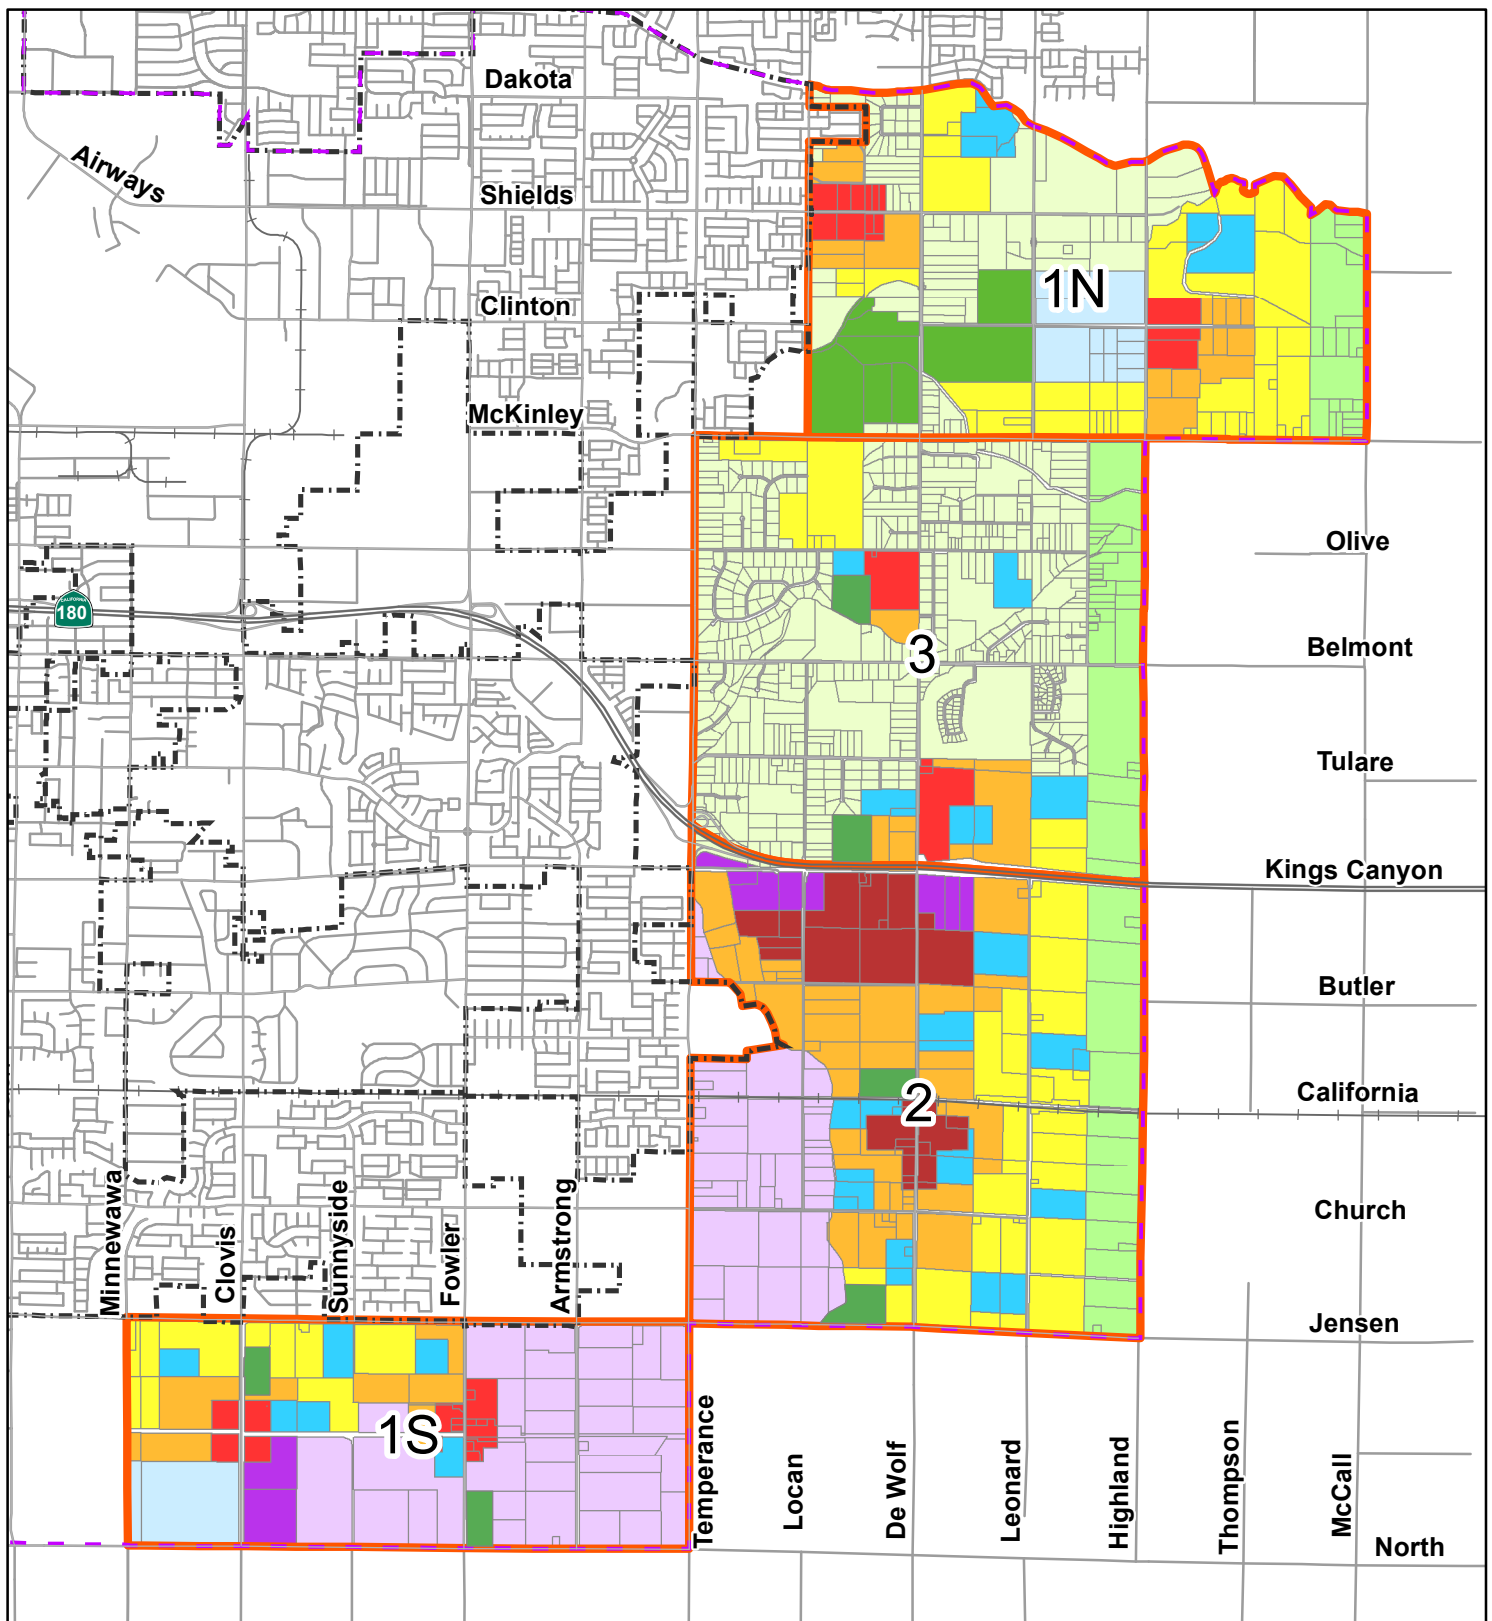 Dakota
Airways
Shields
1N
Clinton
McKinley
Olive
CALIFORNIA
180
Belmont
3
Tulare
Kings Canyon
Butler
California
2
Church
Minnewawa
Clovis
Sunnyside
Fowler
Armstrong
Jensen
1S
Temperance
Locan
De Wolf
Leonard
Highland
Thompson
McCall
North